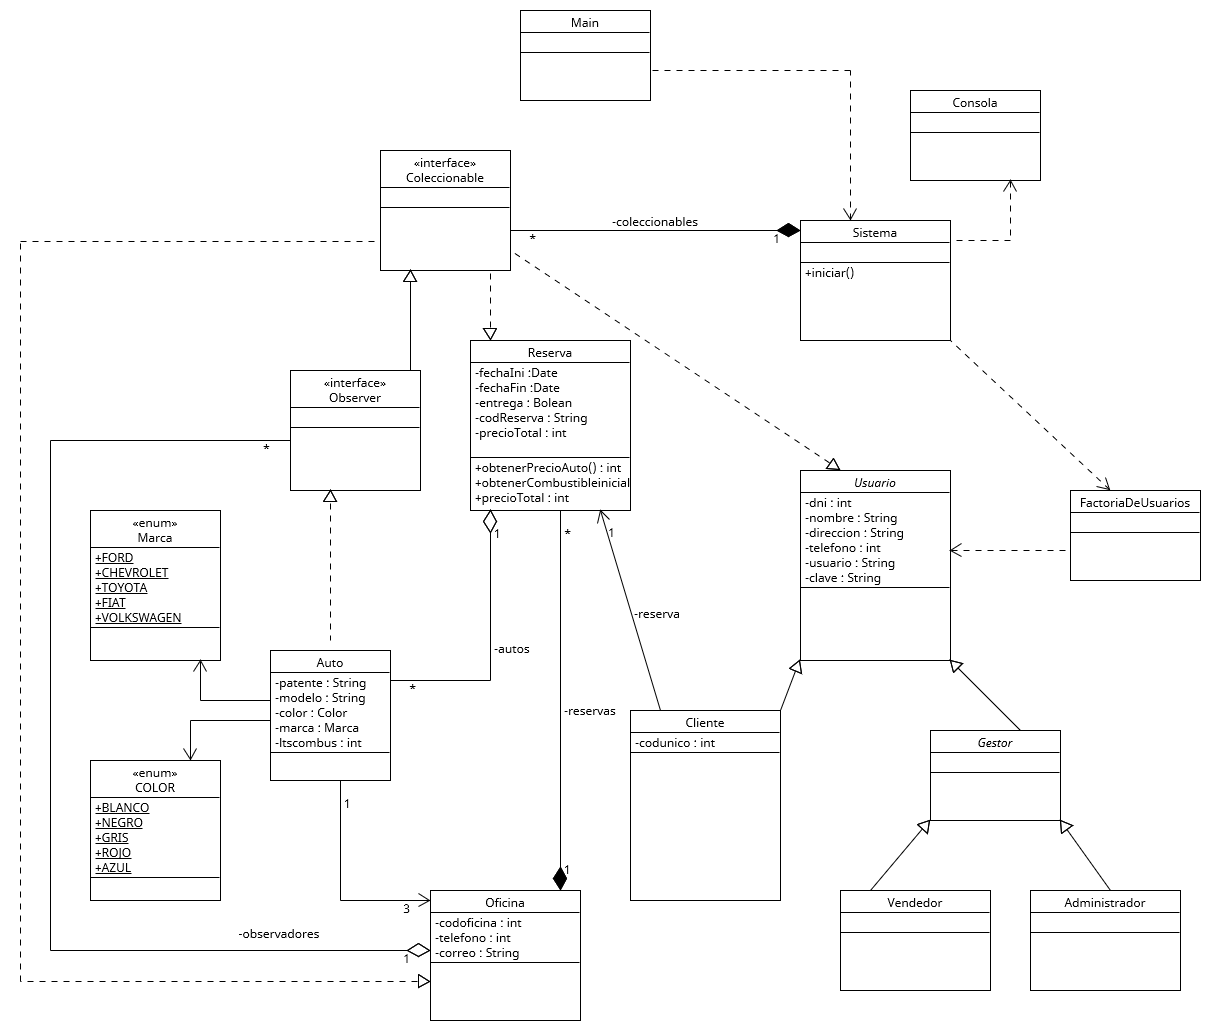 Main
Consola
«interface»
Coleccionable
-coleccionables
*
1
Sistema
+iniciar()
Reserva
-fechaIni :Date
-fechaFin :Date
-entrega : Bolean
-codReserva : String
-precioTotal : int
+obtenerPrecioAuto() : int
+obtenerCombustibleinicial
+precioTotal : int
«interface»
Observer
*
Usuario
-dni : int
-nombre : String
-direccion : String
-telefono : int
-usuario : String
-clave : String
FactoriaDeUsuarios
«enum»
Marca
+FORD
+CHEVROLET
+TOYOTA
+FIAT
+VOLKSWAGEN
1
*
1
-reserva
-autos
*
Auto
-patente : String
-modelo : String
-color : Color
-marca : Marca
-ltscombus : int
-reservas
Cliente
-codunico : int
Gestor
«enum»
COLOR
+BLANCO
+NEGRO
+GRIS
+ROJO
+AZUL
1
1
3
Oficina
-codoficina : int
-telefono : int
-correo : String
-observadores
1
Vendedor
Administrador